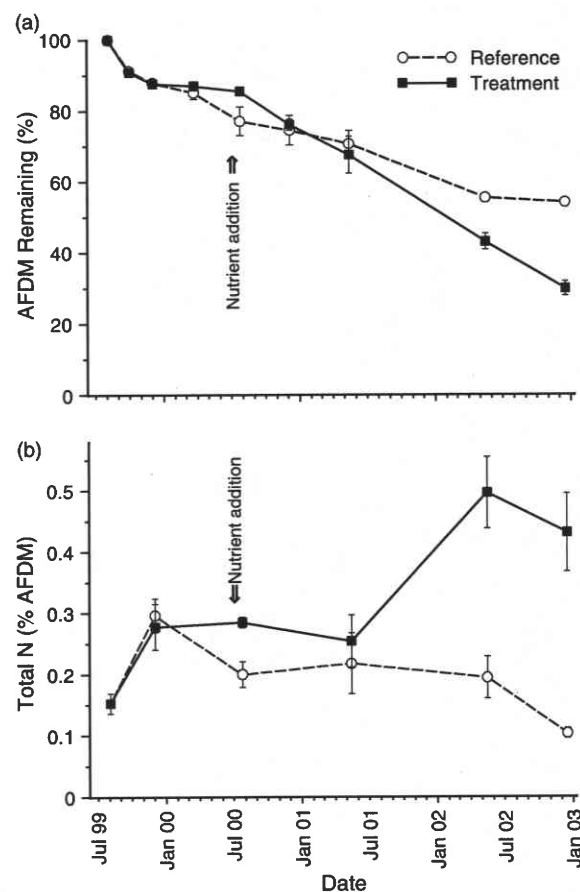 (a)
100
80
60
40
20
0
AFDM Remaining (%)
Reference
Treatment
Nutrient addition
(b)
0.5
0.4
0.3
0.2
0.1
0
Total N (% AFDM)
Nutrient addition
Jul 99
Jan 00
Jul 00
Jan 01
Jul 01
Jan 02
Jul 02
Jan 03
Date